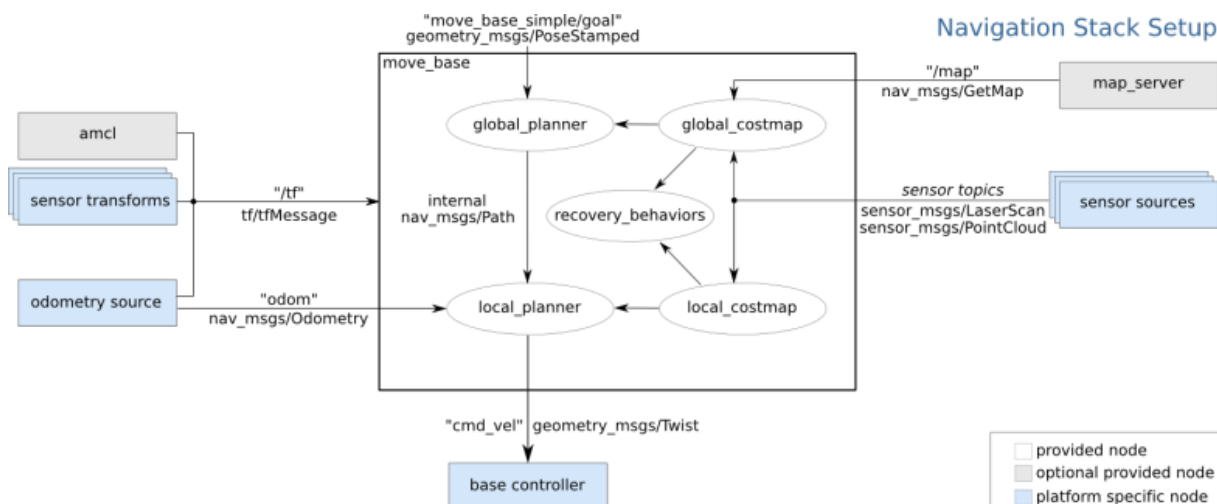 "move_base_simple/goal"
geometry_msgs/PoseStamped
Navigation Stack Setup
move_base
"/map"
nav_msgs/GetMap
map_server
amcl
global_planner
global_costmap
sensor transforms
"/tf"
tf/tfMessage
internal
nav_msgs/Path
recovery_behaviors
sensor topics
sensor_msgs/LaserScan
sensor_msgs/PointCloud
sensor sources
odometry source
"odom"
nav_msgs/Odometry
local_planner
local_costmap
"cmd_vel"
geometry_msgs/Twist
base controller
provided node
optional provided node
platform specific node